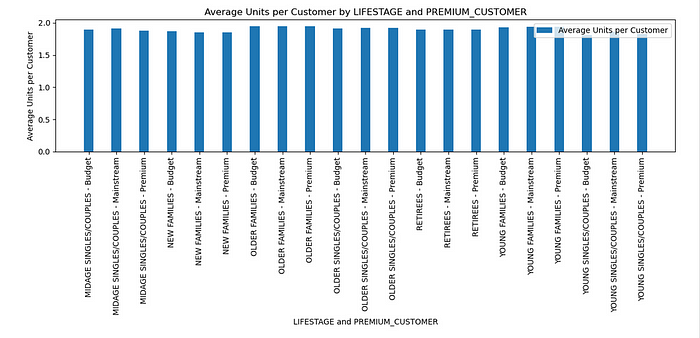 Average Units per Customer by LIFESTAGE and PREMIUM_CUSTOMER
Average Units per Customer
2.0
1.5
1.0
0.5
0.0
Average Units per Customer
MIDAGE SINGLES/COUPLES - Budget
MIDAGE SINGLES/COUPLES - Mainstream
MIDAGE SINGLES/COUPLES - Premium
NEW FAMILIES - Budget
NEW FAMILIES - Mainstream
NEW FAMILIES - Premium
OLDER FAMILIES - Budget
OLDER FAMILIES - Mainstream
OLDER FAMILIES - Premium
OLDER SINGLES/COUPLES - Budget
OLDER SINGLES/COUPLES - Mainstream
OLDER SINGLES/COUPLES - Premium
RETIREES - Budget
RETIREES - Mainstream
RETIREES - Premium
YOUNG FAMILIES - Budget
YOUNG FAMILIES - Mainstream
YOUNG FAMILIES - Premium
YOUNG SINGLES/COUPLES - Budget
YOUNG SINGLES/COUPLES - Mainstream
YOUNG SINGLES/COUPLES - Premium
LIFESTAGE and PREMIUM_CUSTOMER